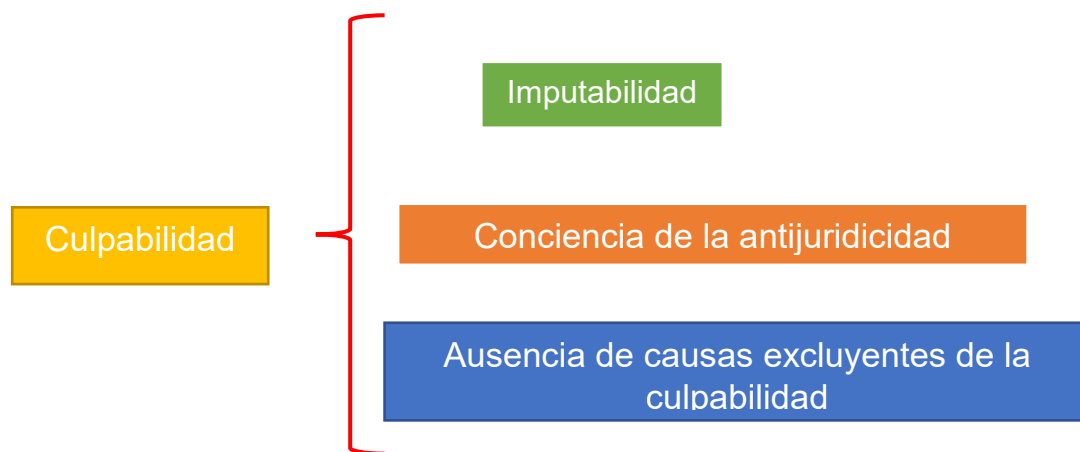 Imputabilidad
Culpabilidad
Conciencia de la antijuridicidad
Ausencia de causas excluyentes de la
culpabilidad